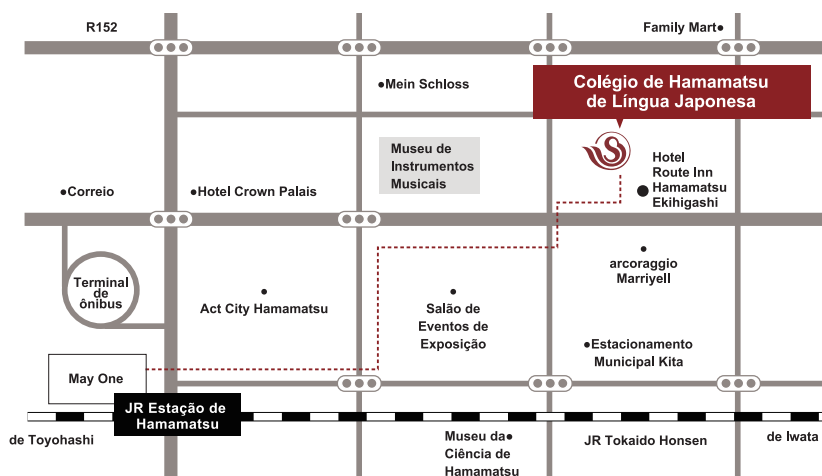 R152
Family Mart
Mein Schloss
Colégio de Hamamatsu
de Língua Japonesa
Museu de
Instrumentos
Musicais
Hotel
Route Inn
Hamamatsu
Ekihigashi
Correio
Hotel Crown Palais
Terminal
de
ônibus
Act City Hamamatsu
Salão de
Eventos de
Exposição
arcoraggio
Marriyell
Estacionamento
Municipal Kita
May One
JR Estação de
Hamamatsu
de Toyohashi
Museu da
Ciência de
Hamamatsu
JR Tokaido Honsen
de Iwata